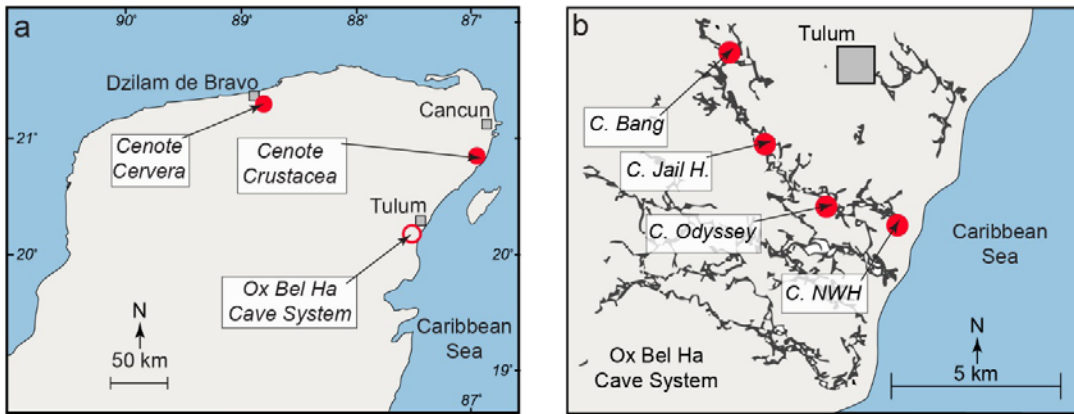 a
90°
89°
88°
87°
Dzilam de Bravo
Cancun
21°
Cenote
Cervera
Cenote
Crustacea
Tulum
20°
20°
Ox Bel Ha
Cave System
N
50 km
Caribbean
Sea
19°
87°
b
Tulum
C. Bang
C. Jail H.
C. Odyssey
Caribbean
Sea
C. NWH
N
Ox Bel Ha
Cave System
5 km